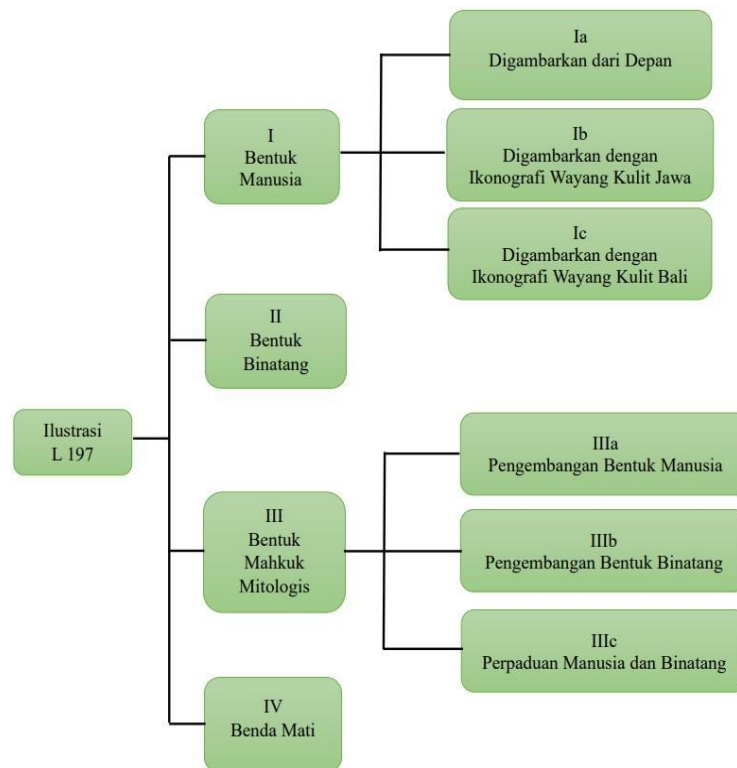 Ilustrasi
L 197
I
Bentuk
Manusia
Ia
Digambarkan dari Depan
Ib
Digambarkan dengan
Ikonografi Wayang Kulit Jawa
Ic
Digambarkan dengan
Ikonografi Wayang Kulit Bali
II
Bentuk
Binatang
III
Bentuk
Mahkuk
Mitologis
IIIa
Pengembangan Bentuk Manusia
IIIb
Pengembangan Bentuk Binatang
IIIc
Perpaduan Manusia dan Binatang
IV
Benda Mati